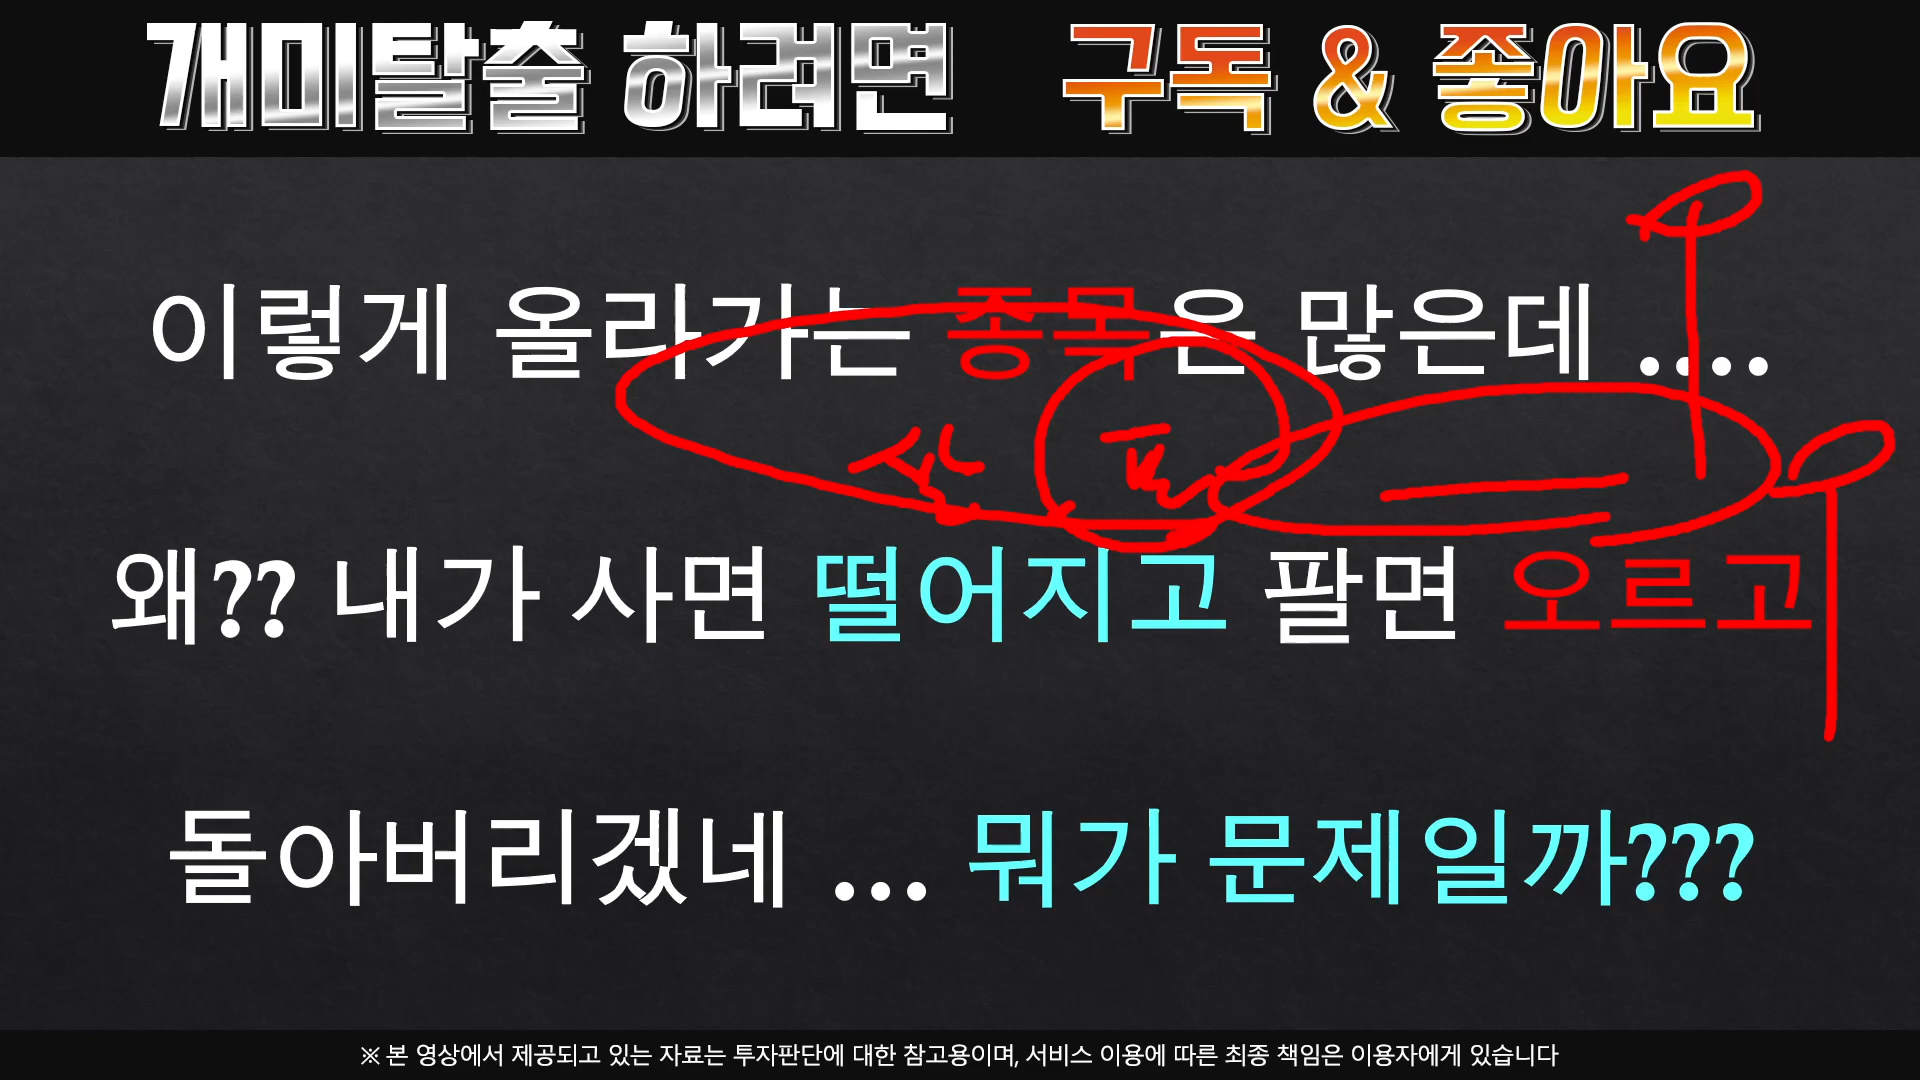 개미탈출 하려면 구독 & 좋아요
이렇게 올라가는 종목은 많은데 ....
왜?? 내가 사면 떨어지고 팔면 오르고
돌아버리겠네 ... 뭐가 문제일까???
※ 본 영상에서 제공되고 있는 자료는 투자판단에 대한 참고용이며, 서비스 이용에 따른 최종 책임은 이용자에게 있습니다